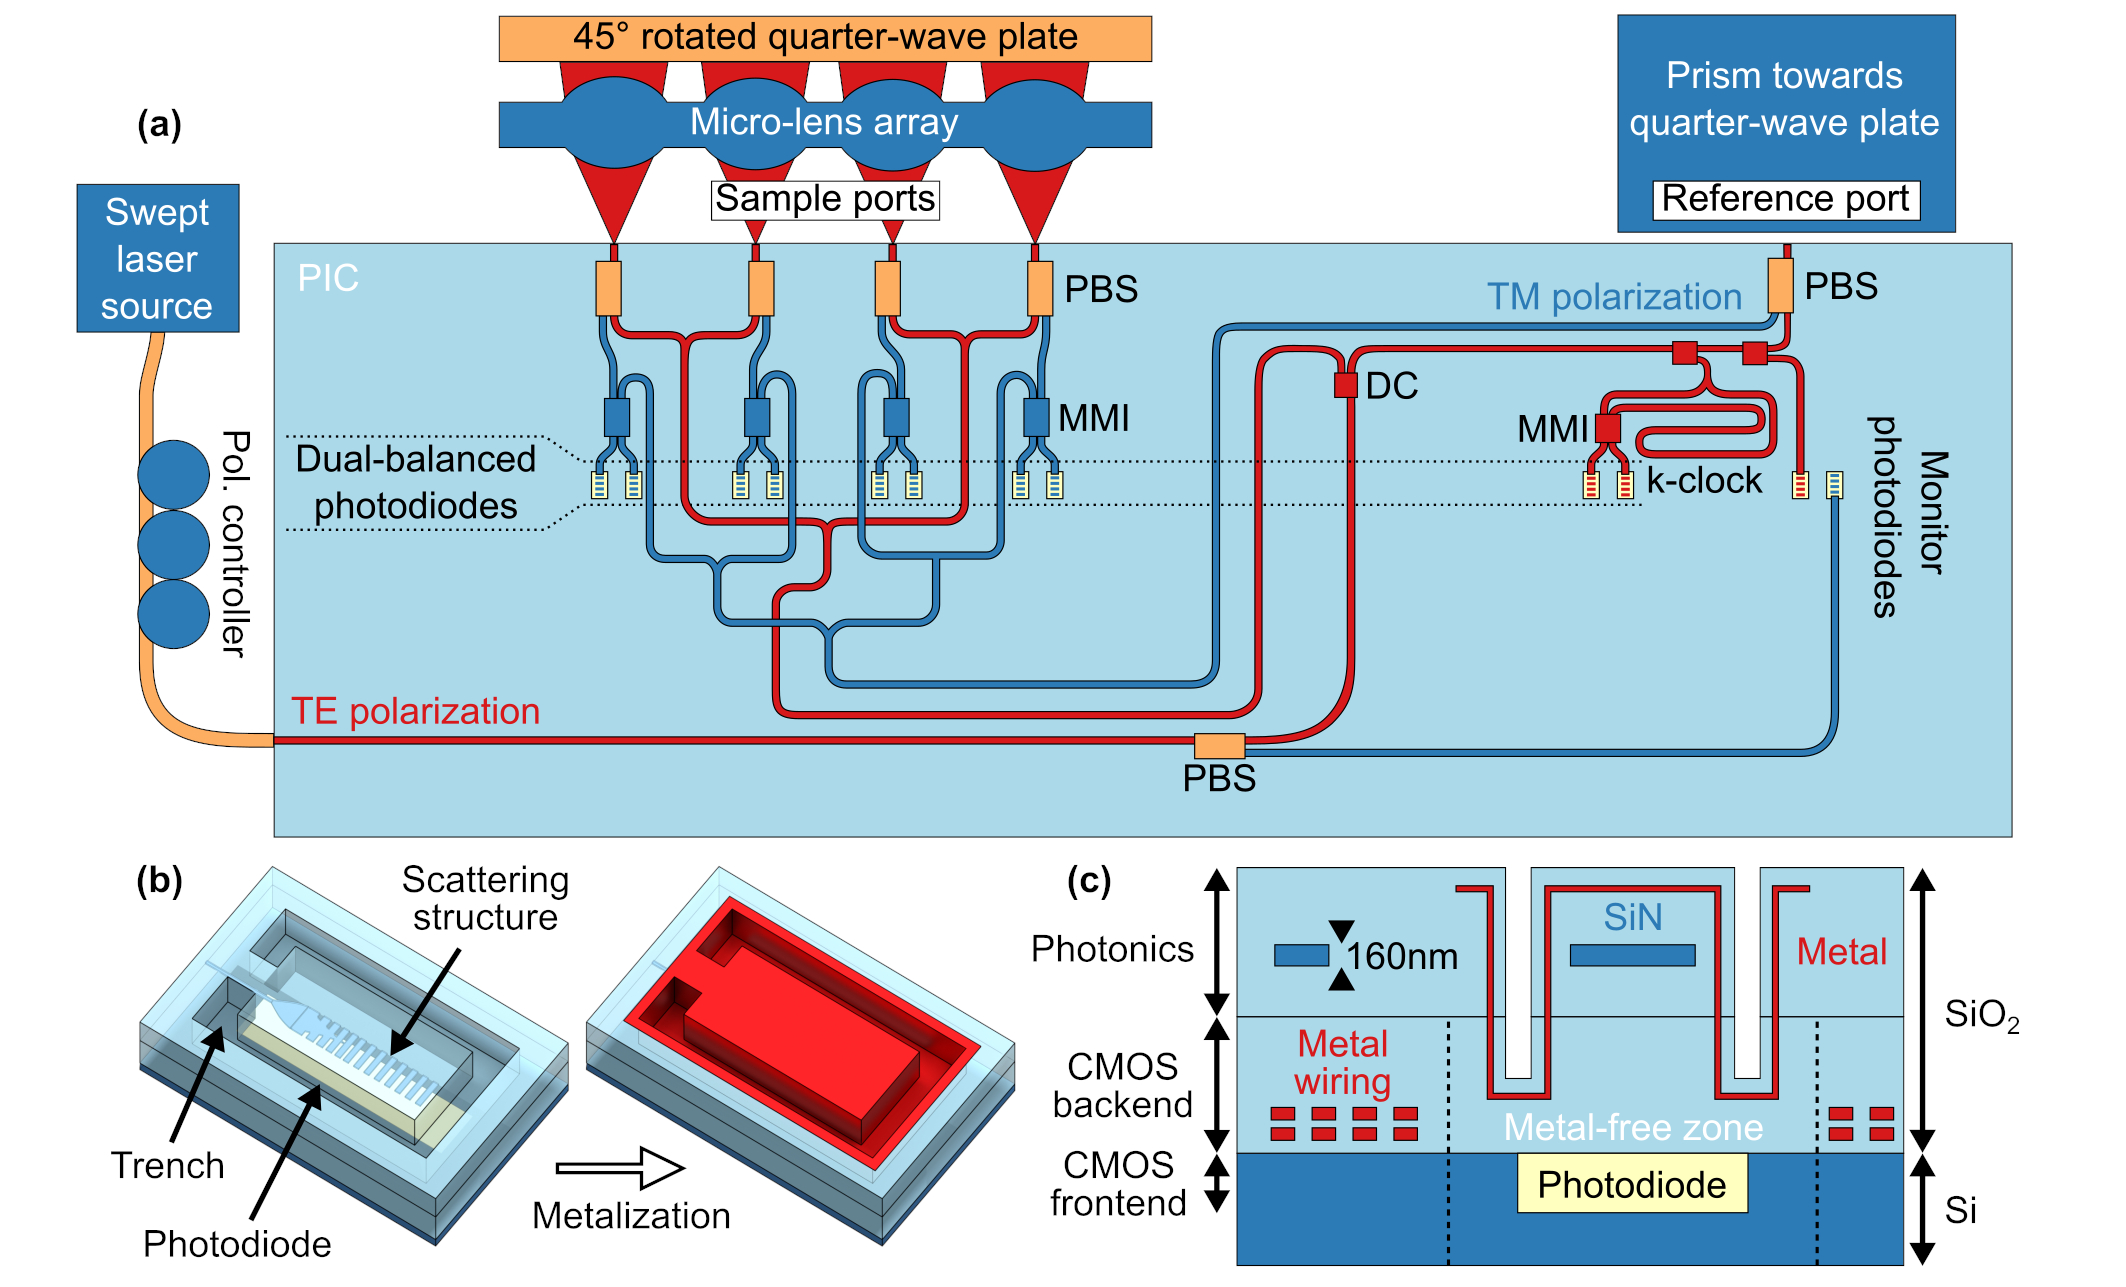 (a)
45° rotated quarter-wave plate
Micro-lens array
Sample ports
Prism towards
quarter-wave plate
Reference port
Swept
laser
source
PIC
PBS
TM polarization
PBS
DC
MMI
MMI
Pol. controller
Dual-balanced
photodiodes
k-clock
Monitor
photodiodes
TE polarization
PBS
(b)
Scattering
structure
Trench
Photodiode
Metalization
(c)
Photonics
160nm
SiN
Metal
CMOS
backend
Metal
wiring
Metal-free zone
SiO₂
CMOS
frontend
Photodiode
Si